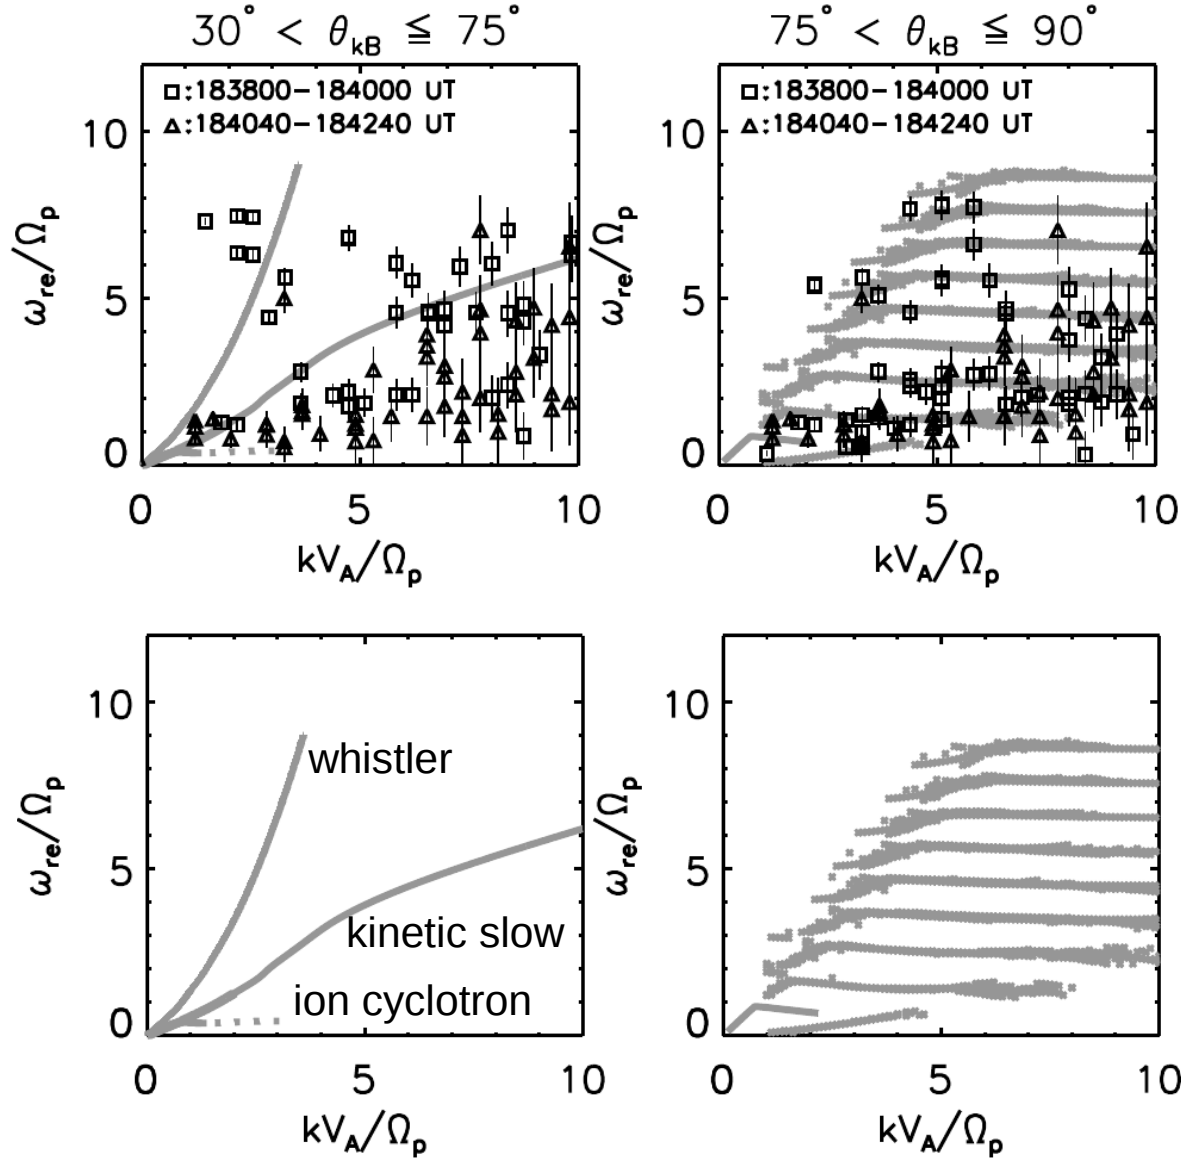 30° < θkB ≦ 75°
75° < θkB ≦ 90°
□:183800-184000 UT
△:184040-184240 UT
10
5
0
ωre/Ωp
0 5 10
kVA/Ωp
□:183800-184000 UT
△:184040-184240 UT
10
5
0
ωre/Ωp
0 5 10
kVA/Ωp
10
5
0
ωre/Ωp
whistler
kinetic slow
ion cyclotron
0 5 10
kVA/Ωp
10
5
0
ωre/Ωp
0 5 10
kVA/Ωp